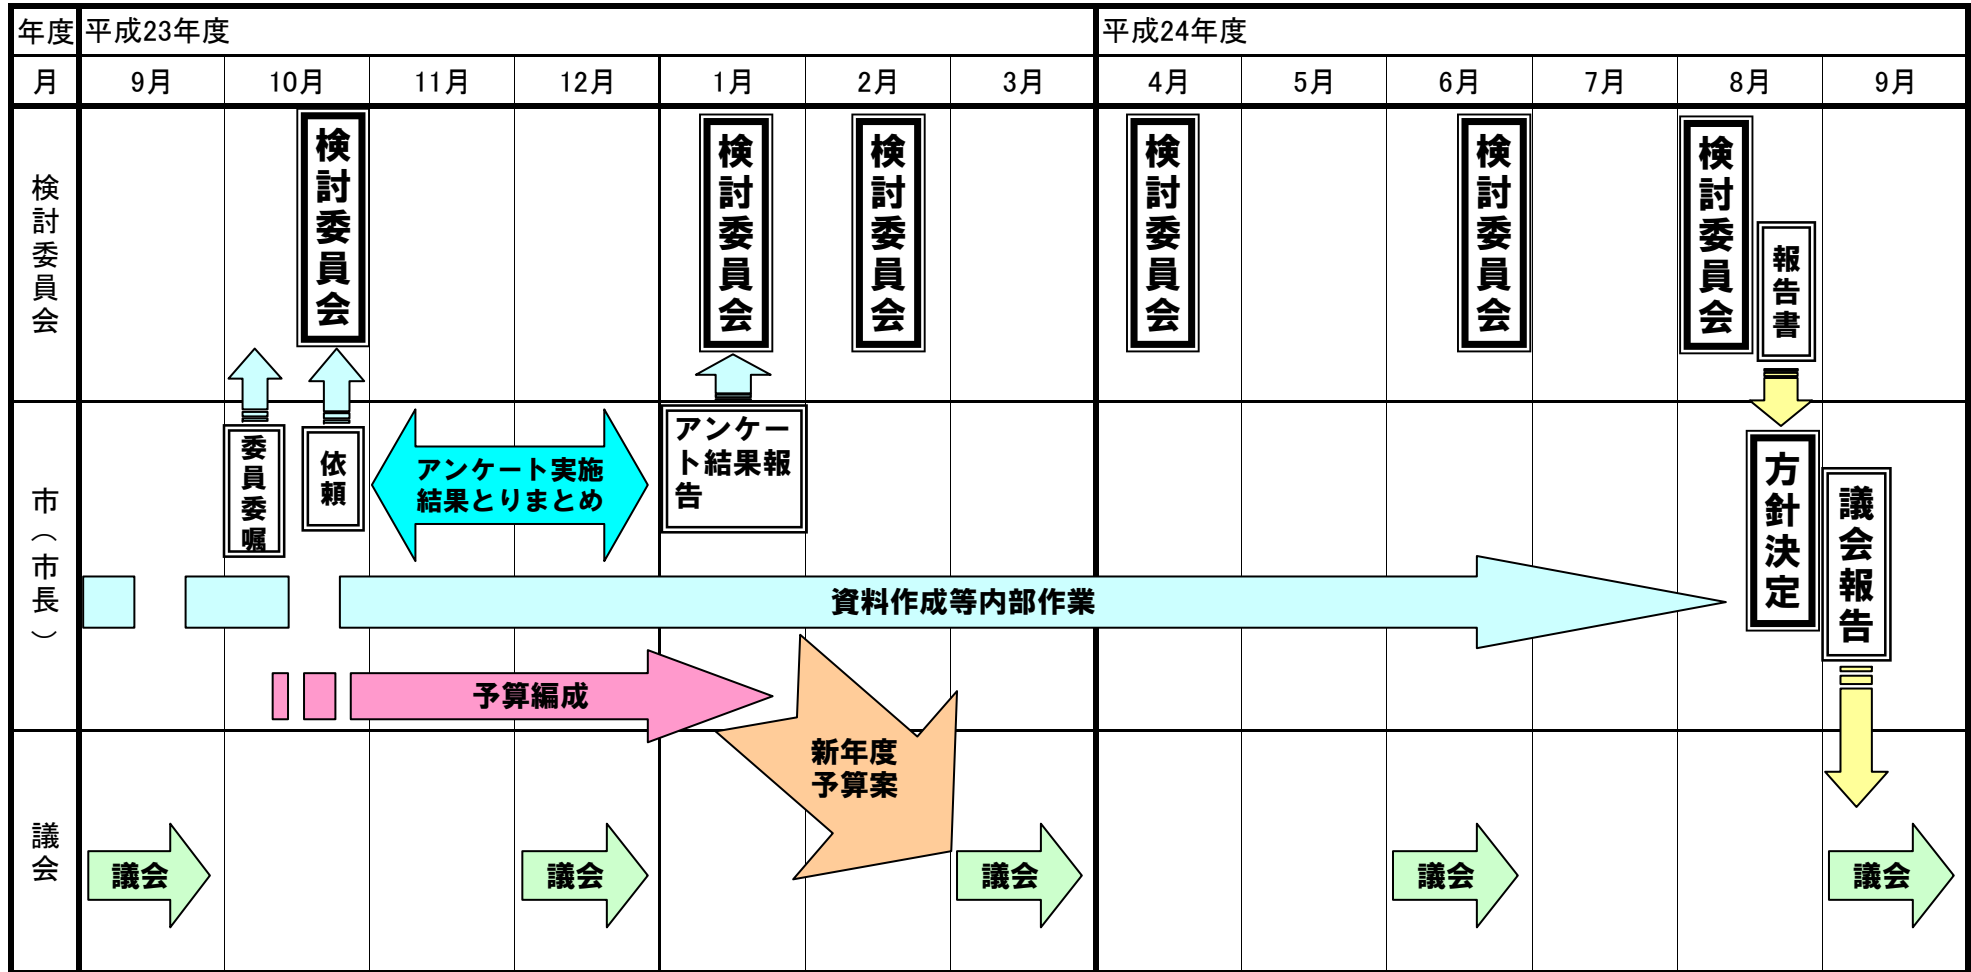 年度
平成23年度
平成24年度
月
9月
10月
11月
12月
1月
2月
3月
4月
5月
6月
7月
8月
9月
検討委員会
検討委員会
検討委員会
検討委員会
検討委員会
検討委員会
検討委員会
報告書
市（市長）
委員委嘱
依頼
アンケート実施
結果とりまとめ
アンケー
ト結果報
告
方針決定
議会報告
資料作成等内部作業
予算編成
新年度
予算案
議会
議会
議会
議会
議会
議会